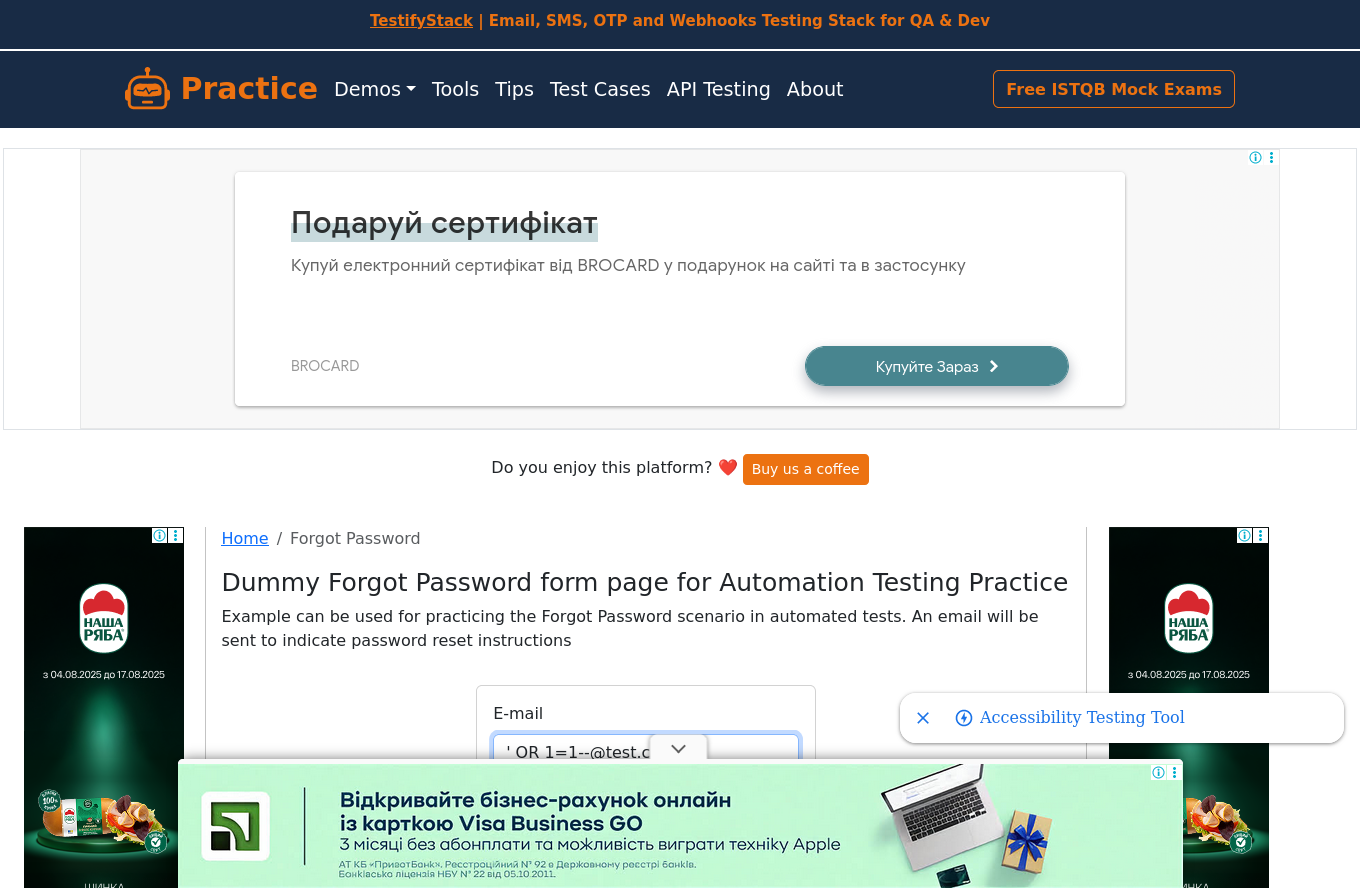 TestifyStack | Email, SMS, OTP and Webhooks Testing Stack for QA & Dev
Practice
Demos
Tools
Tips
Test Cases
API Testing
About
Free ISTQB Mock Exams
Подаруй сертифікат
Купуй електронний сертифікат від BROCARD у подарунок на сайті та в застосунку
BROCARD
Купуйте Зараз
Do you enjoy this platform? ❤️ Buy us a coffee
НАША
РЯБА
з 04.08.2025 до 17.08.2025
Home / Forgot Password
Dummy Forgot Password form page for Automation Testing Practice
Example can be used for practicing the Forgot Password scenario in automated tests. An email will be
sent to indicate password reset instructions
E-mail
' OR 1=1--@test.c
НАША
РЯБА
з 04.08.2025 до 17.08.2025
Accessibility Testing Tool
Відкривайте бізнес-рахунок онлайн
із карткою Visa Business GO
3 місяці без абонплати та можливість виграти техніку Apple
АТ КБ «ПриватБанк». Реєстраційний № 92 в Державному реєстрі банків.
Банківська ліцензія НБУ № 22 від 05.10.2011.